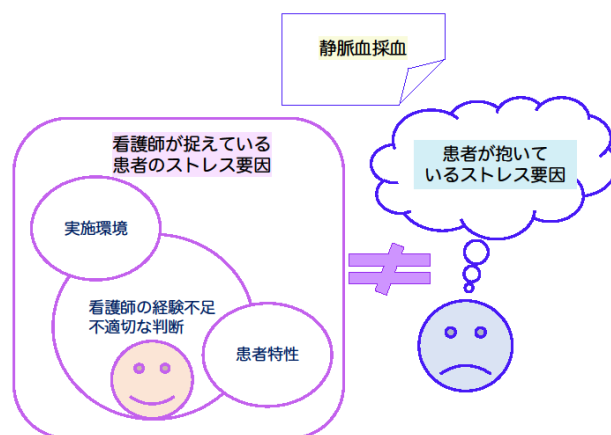 静脈血採血
看護師が捉えている
患者のストレス要因
患者が抱いて
いるストレス要因
実施環境
看護師の経験不足
不適切な判断
患者特性